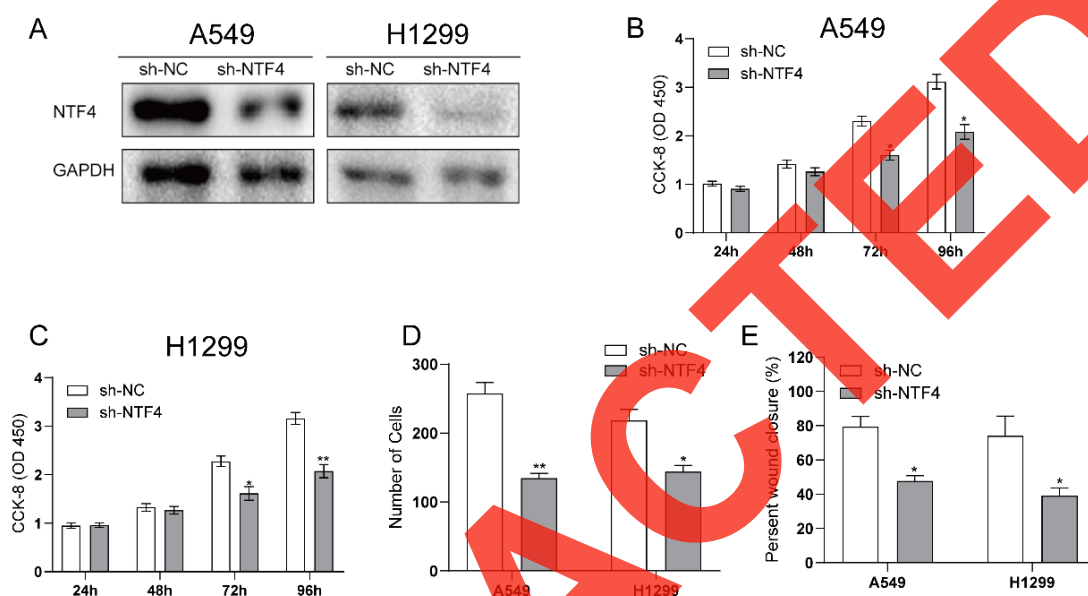 A
A549
H1299
sh-NC sh-NTF4 sh-NC sh-NTF4
NTF4
GAPDH
B
A549
sh-NC
sh-NTF4
CCK-8 (OD 450)
4
3
2
1
0
24h 48h 72h 96h
*
*
C
H1299
sh-NC
sh-NTF4
CCK-8 (OD 450)
4
3
2
1
0
24h 48h 72h 96h
*
**
D
sh-NC
sh-NTF4
Number of Cells
300
200
100
0
A549 H1299
**
*
E
sh-NC
sh-NTF4
Persent wound closure (%)
120
100
80
60
40
20
0
A549 H1299
*
*
ACTED